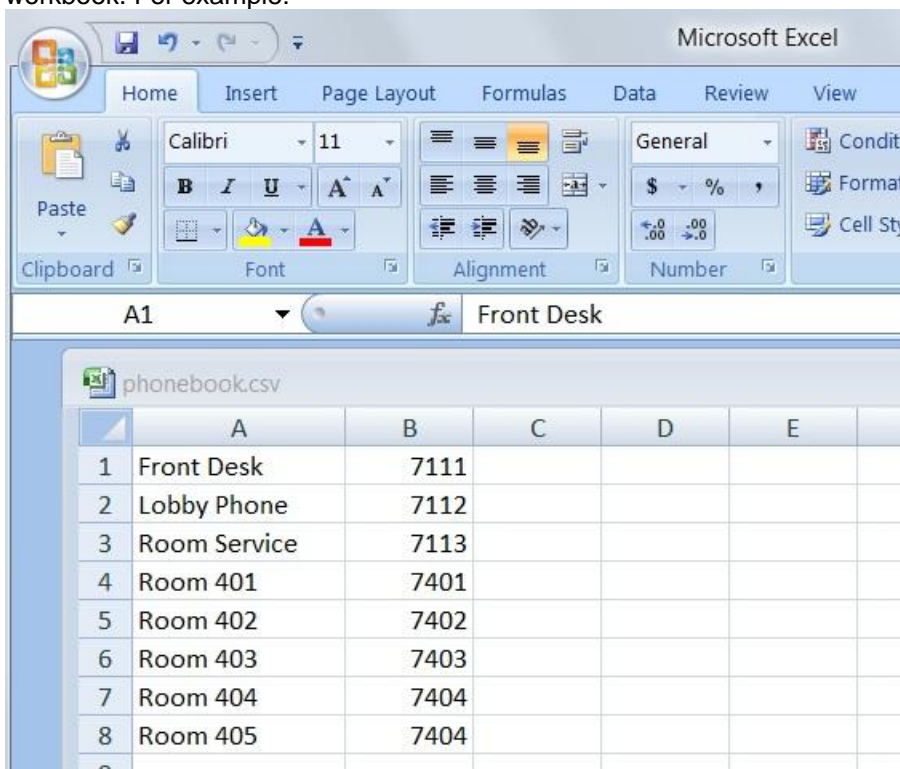 workbook. For example:
Microsoft Excel
Home Insert Page Layout Formulas Data Review View
Calibri 11 General Condit
B I U A A $ % , Format
Paste
A Cell Sty
Clipboard Font Alignment Number
A1 fx Front Desk
phonebook.csv
A B C D E
1 Front Desk 7111
2 Lobby Phone 7112
3 Room Service 7113
4 Room 401 7401
5 Room 402 7402
6 Room 403 7403
7 Room 404 7404
8 Room 405 7404